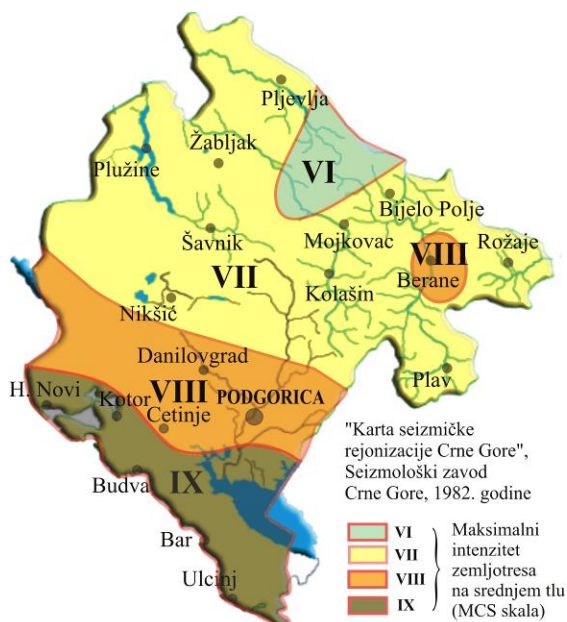 Pljevlja
Žabljak
Plužine
VI
Bijelo Polje
Šavnik
Mojkovac
VIII
Rožaje
VII
Berane
Kolašin
Nikšić
Danilovgrad
Plav
H. Novi
VIII
PODGORICA
Kotor
Cetinje
"Karta seizmičke
rejonizacije Crne Gore",
Seizmološki zavod
Crne Gore, 1982. godine
IX
Budva
Bar
Ulcinj
VI
VII
VIII
IX
Maksimalni
intenzitet
zemljotresa
na srednjem tlu
(MCS skala)